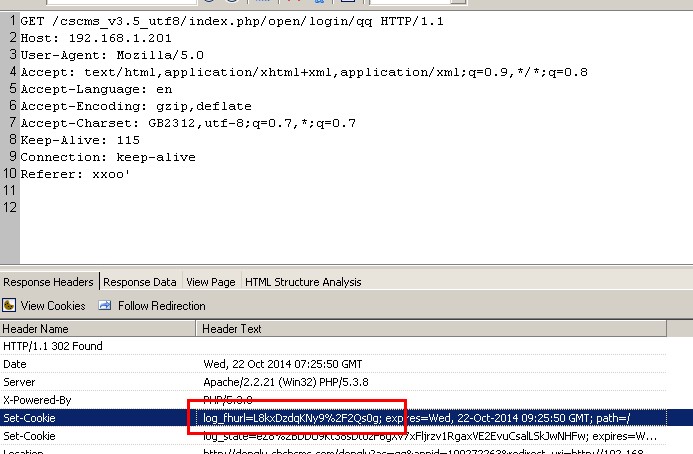 1 GET /cscms_v3.5_utf8/index.php/open/login/qq HTTP/1.1
2 Host: 192.168.1.201
3 User-Agent: Mozilla/5.0
4 Accept: text/html,application/xhtml+xml,application/xml;q=0.9,*/*;q=0.8
5 Accept-Language: en
6 Accept-Encoding: gzip,deflate
7 Accept-Charset: GB2312,utf-8;q=0.7,*;q=0.7
8 Keep-Alive: 115
9 Connection: keep-alive
10 Referer: xxoo'
11
12
Response Headers Response Data View Page HTML Structure Analysis
View Cookies Follow Redirection
Header Name Header Text
HTTP/1.1 302 Found
Date Wed, 22 Oct 2014 07:25:50 GMT
Server Apache/2.2.21 (Win32) PHP/5.3.8
X-Powered-By PHP/5.3.8
Set-Cookie log_fhurl=L8kxDzdqKNy9%2F2Qs0g; expires=Wed, 22-Oct-2014 09:25:50 GMT; path=/
Set-Cookie expires=W...
Location